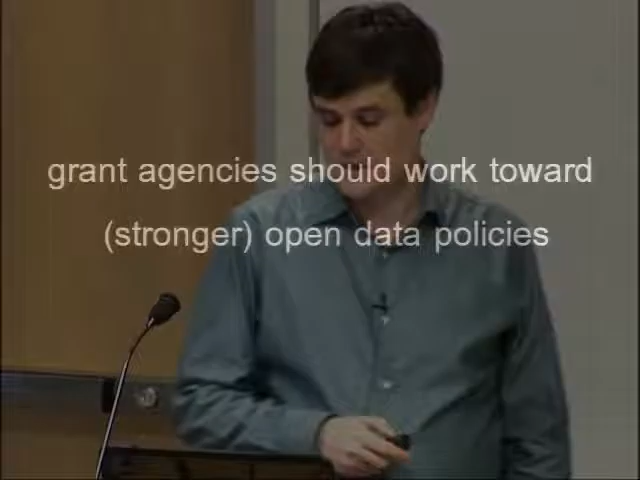 grant agencies should work toward
(stronger) open data policies